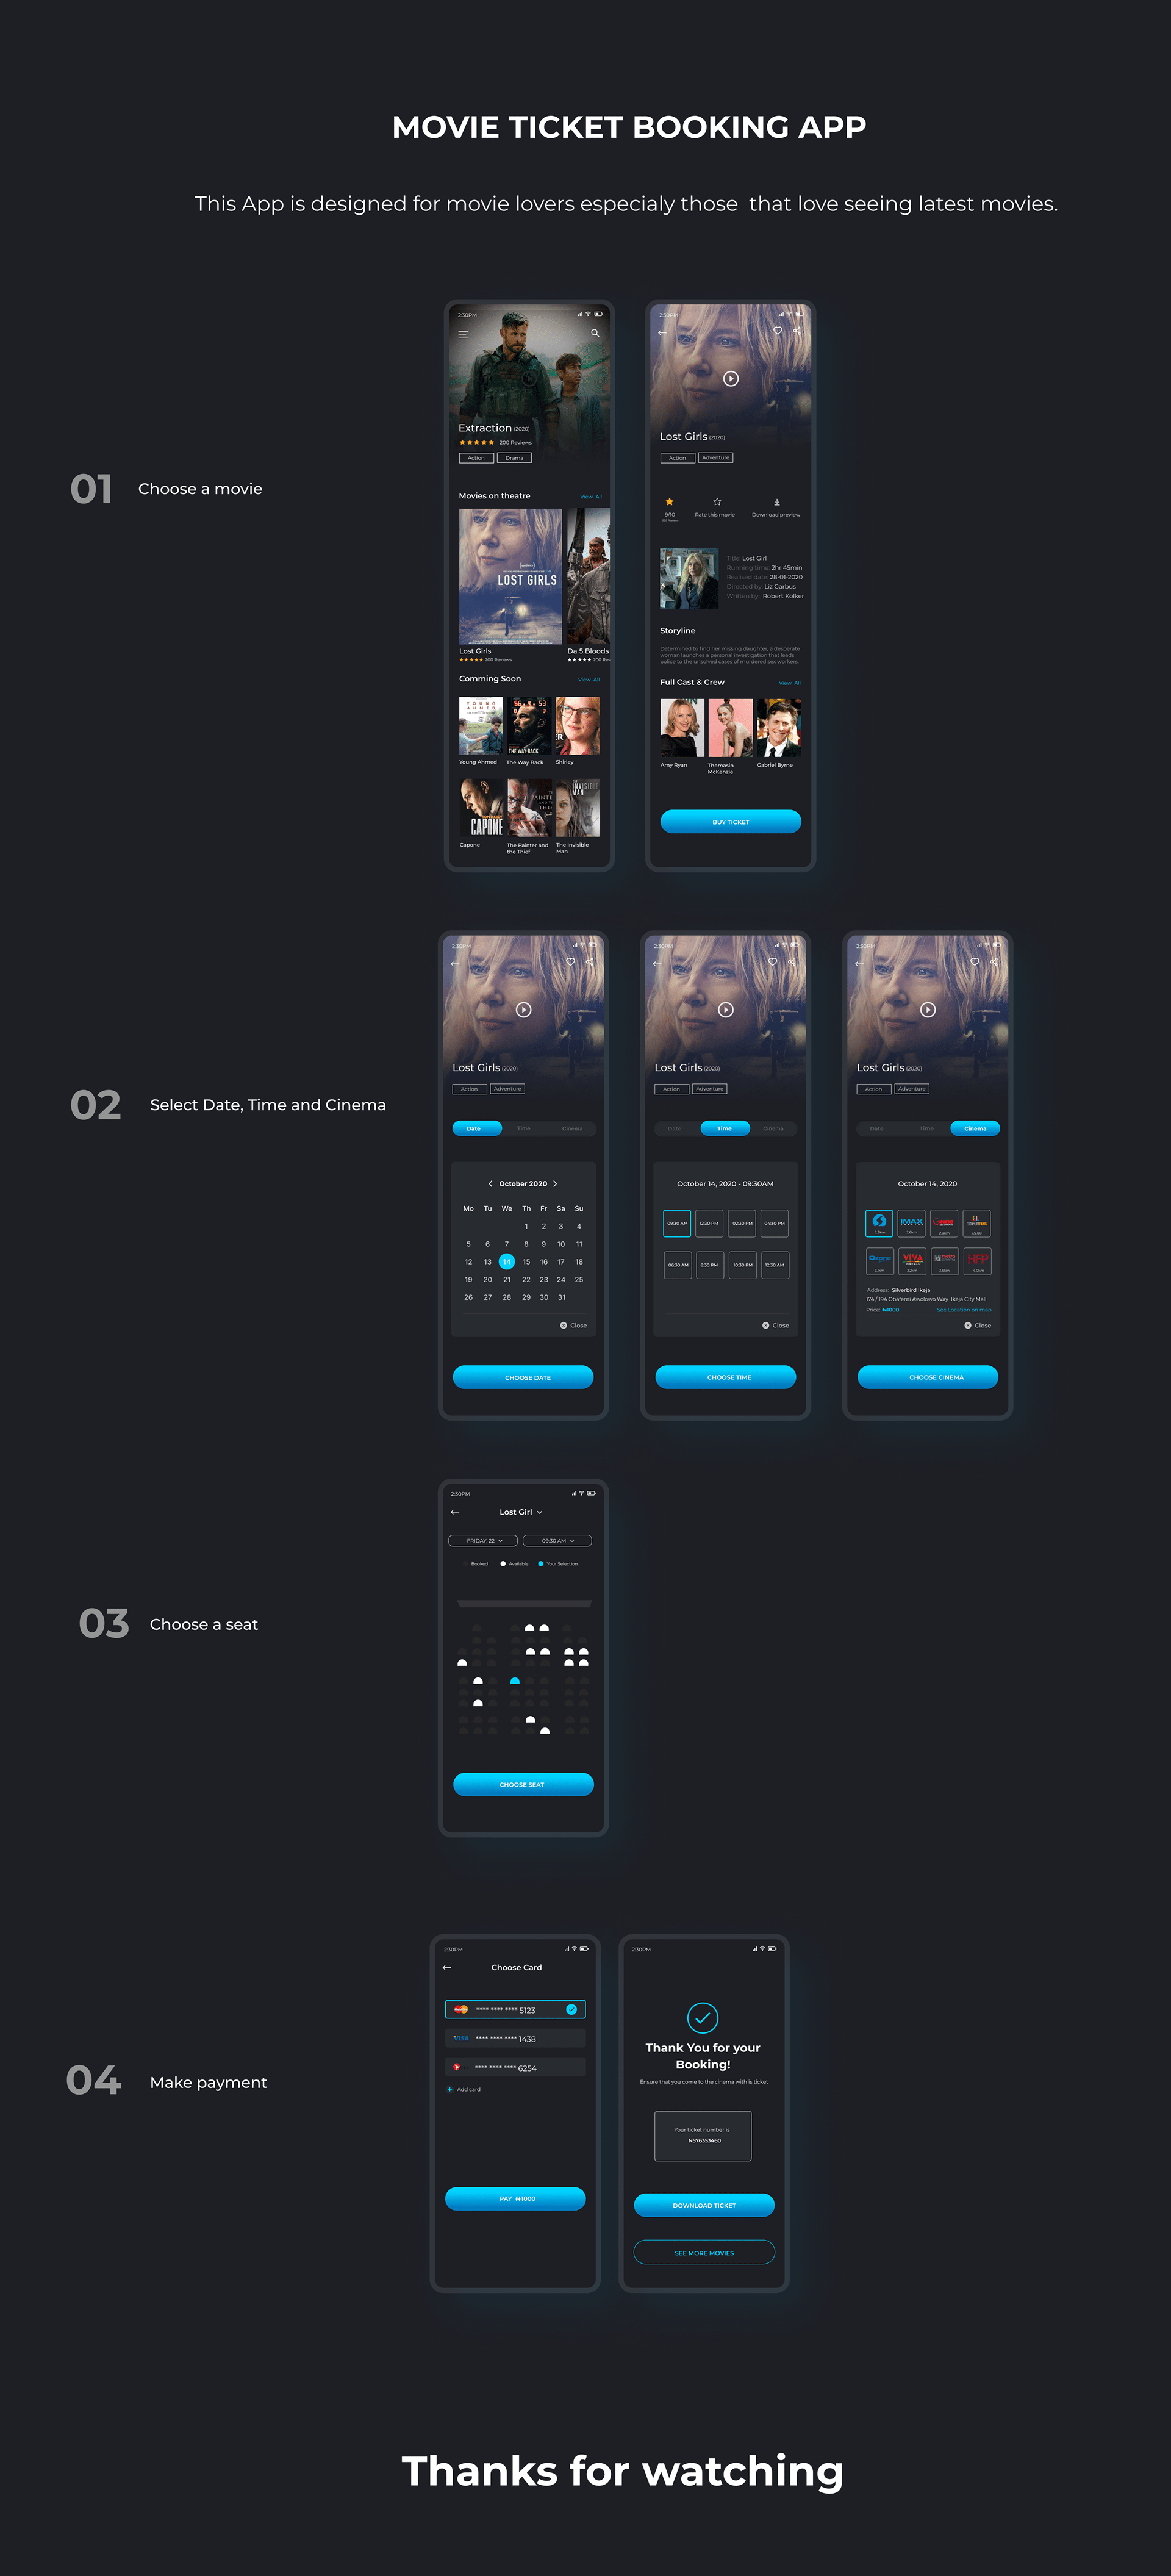 MOVIE TICKET BOOKING APP
This App is designed for movie lovers especialy those that love seeing latest movies.
01
Choose a movie
2:30PM
Extraction (2020)
200 Reviews
Action Drama
Movies on theatre View All
LOST GIRLS
Lost Girls Da 5 Bloods
200 Reviews 200 Rev
Comming Soon View All
YOUNG AHMED
THE WAY BACK
Young Ahmed The Way Back Shirley
CAPONE
INVISIBLE MAN
Capone The Painter and the Thief The Invisible Man
2:30PM
Lost Girls (2020)
Action Adventure
9/10 Rate this movie Download preview
Title: Lost Girl
Running time: 2hr 45min
Realised date: 28-01-2020
Directed by: Liz Garbus
Written by: Robert Kolker
Storyline
Determined to find her missing daughter, a desperate
woman launches a personal investigation that leads
police to the unsolved cases of murdered sex workers.
Full Cast & Crew View All
Amy Ryan Thomasin McKenzie Gabriel Byrne
BUY TICKET
02
Select Date, Time and Cinema
2:30PM
Lost Girls (2020)
Action Adventure
Date Time Cinema
October 2020
Mo Tu We Th Fr Sa Su
1 2 3 4
5 6 7 8 9 10 11
12 13 14 15 16 17 18
19 20 21 22 23 24 25
26 27 28 29 30 31
Close
CHOOSE DATE
2:30PM
Lost Girls (2020)
Action Adventure
Date Time Cinema
October 14, 2020 - 09:30AM
09:30 AM 12:30 PM 02:30 PM 04:30 PM
06:30 AM 8:30 PM 10:30 PM 12:30 AM
Close
CHOOSE TIME
2:30PM
Lost Girls (2020)
Action Adventure
Date Time Cinema
October 14, 2020
IMAX
VIVA CINEMAS HFP
Address: Silverbird Ikeja
174 / 194 Obafemi Awolowo Way Ikeja City Mall
Price: ₦1000 See Location on map
Close
CHOOSE CINEMA
03
Choose a seat
2:30PM
Lost Girl
FRIDAY, 22 09:30 AM
Booked Available Your Selection
CHOOSE SEAT
04
Make payment
2:30PM
Choose Card
**** **** **** 5123
VISA **** **** **** 1438
**** **** **** 6254
+ Add card
PAY ₦1000
2:30PM
Thank You for your
Booking!
Ensure that you come to the cinema with is ticket
Your ticket number is
N576353460
DOWNLOAD TICKET
SEE MORE MOVIES
Thanks for watching